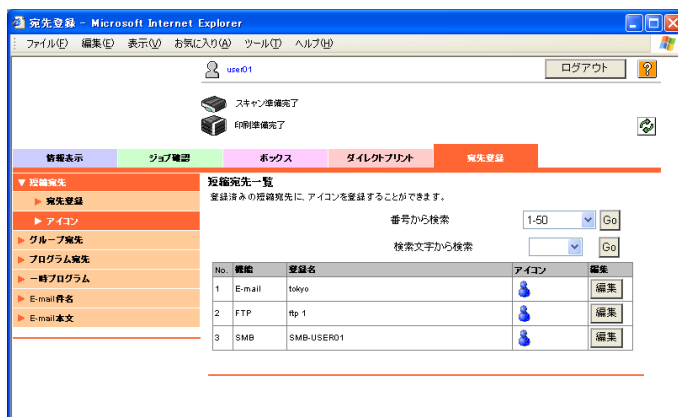 宛先登録 - Microsoft Internet Explorer
ファイル(F) 編集(E) 表示(V) お気に入り(A) ツール(T) ヘルプ(H)
user01 ログアウト ?
スキャン準備完了
印刷準備完了
情報表示 ジョブ確認 ボックス ダイレクトプリント 宛先登録
▼短縮宛先
宛先登録
アイコン
グループ宛先
プログラム宛先
一時プログラム
E-mail件名
E-mail本文
短縮宛先一覧
登録済みの短縮宛先に、アイコンを登録することができます。
番号から検索 1-50 Go
検索文字から検索 Go
No. 機能 登録名 アイコン 編集
1 E-mail tokyo 編集
2 FTP ftp 1 編集
3 SMB SMB-USER01 編集